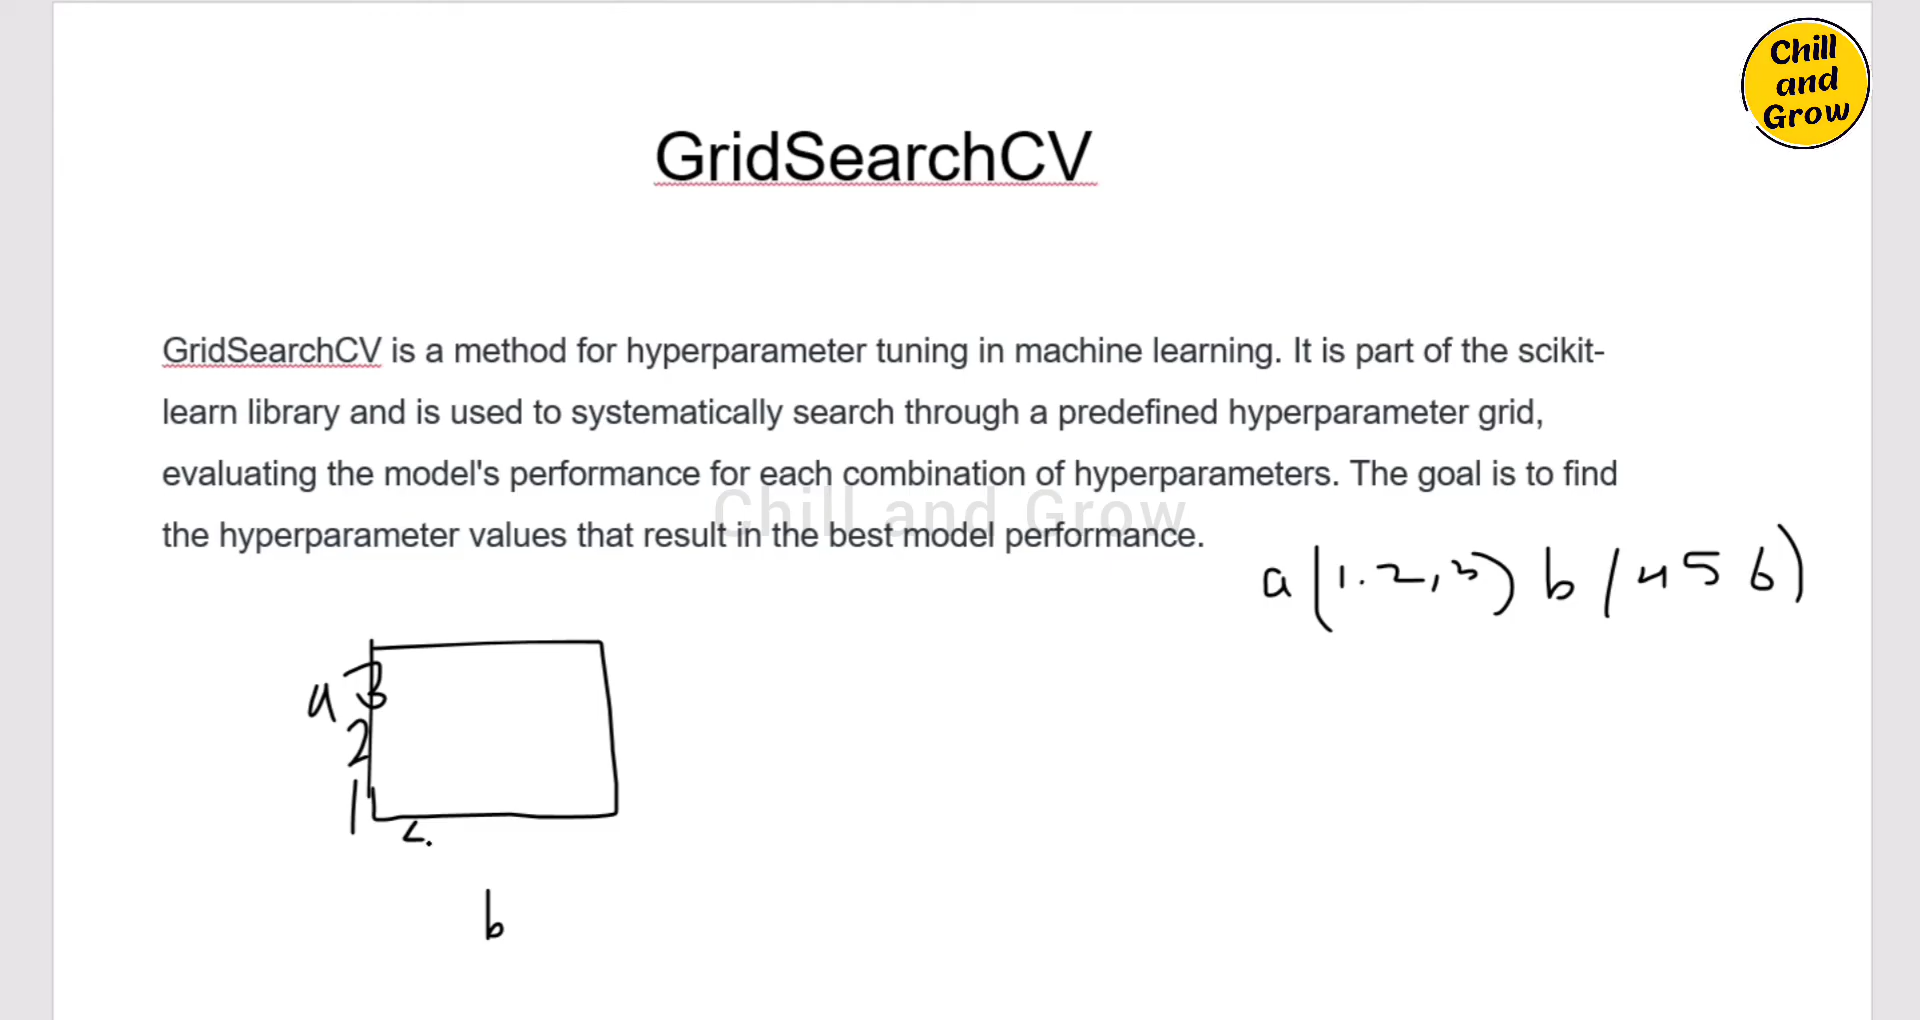 Chill
and
Grow
GridSearchCV
GridSearchCV is a method for hyperparameter tuning in machine learning. It is part of the scikit-
learn library and is used to systematically search through a predefined hyperparameter grid,
evaluating the model's performance for each combination of hyperparameters. The goal is to find
Chill and Grow
the hyperparameter values that result in the best model performance.
a (1.2,3) b (4 5 6)
a 3
2
1
b